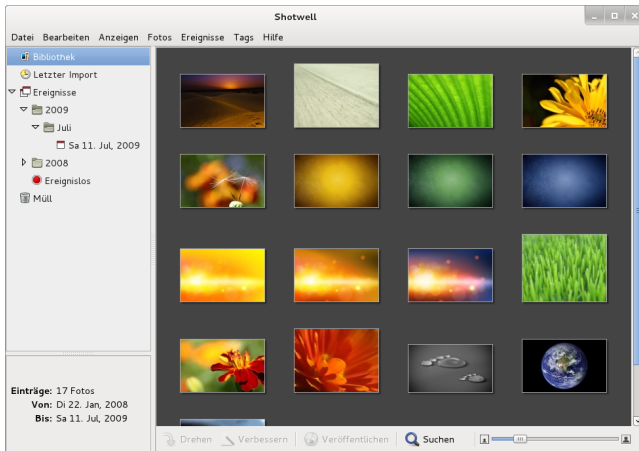 Shotwell
Datei Bearbeiten Anzeigen Fotos Ereignisse Tags Hilfe
Bibliothek
Letzter Import
Ereignisse
2009
Juli
Sa 11. Jul, 2009
2008
Ereignislos
Müll
Einträge: 17 Fotos
Von: Di 22. Jan, 2008
Bis: Sa 11. Jul, 2009
Drehen Verbessern Veröffentlichen Suchen